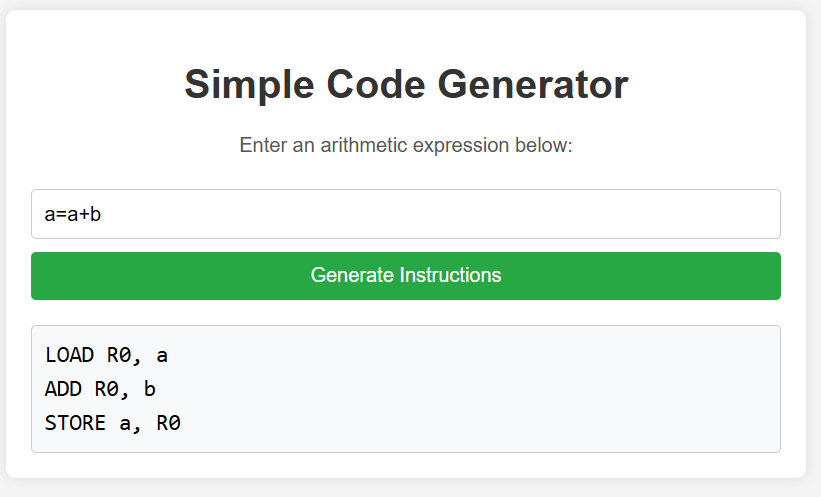 Simple Code Generator
Enter an arithmetic expression below:
a=a+b
Generate Instructions
LOAD R0, a
ADD R0, b
STORE a, R0